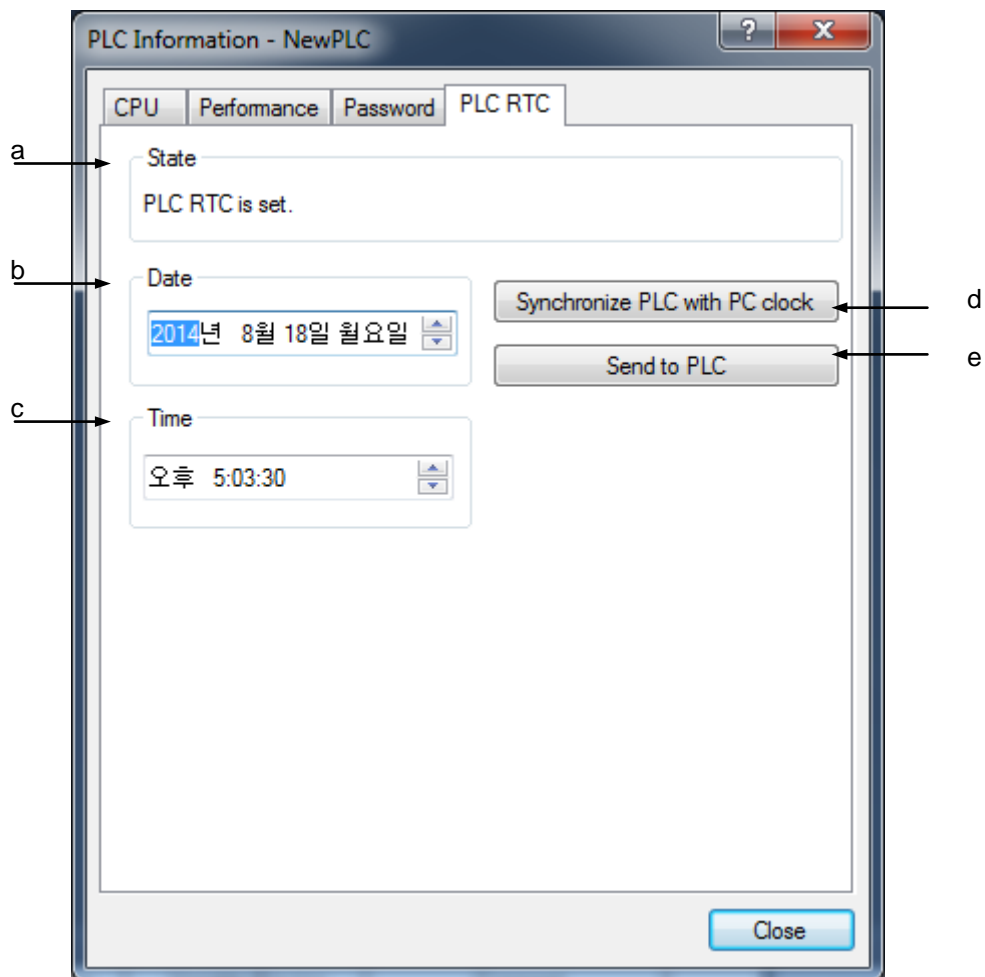 PLC Information - NewPLC
?
CPU Performance Password PLC RTC
a
State
PLC RTC is set.
b
Date
2014년 8월 18일 월요일
Synchronize PLC with PC clock
d
Send to PLC
e
c
Time
오후 5:03:30
Close